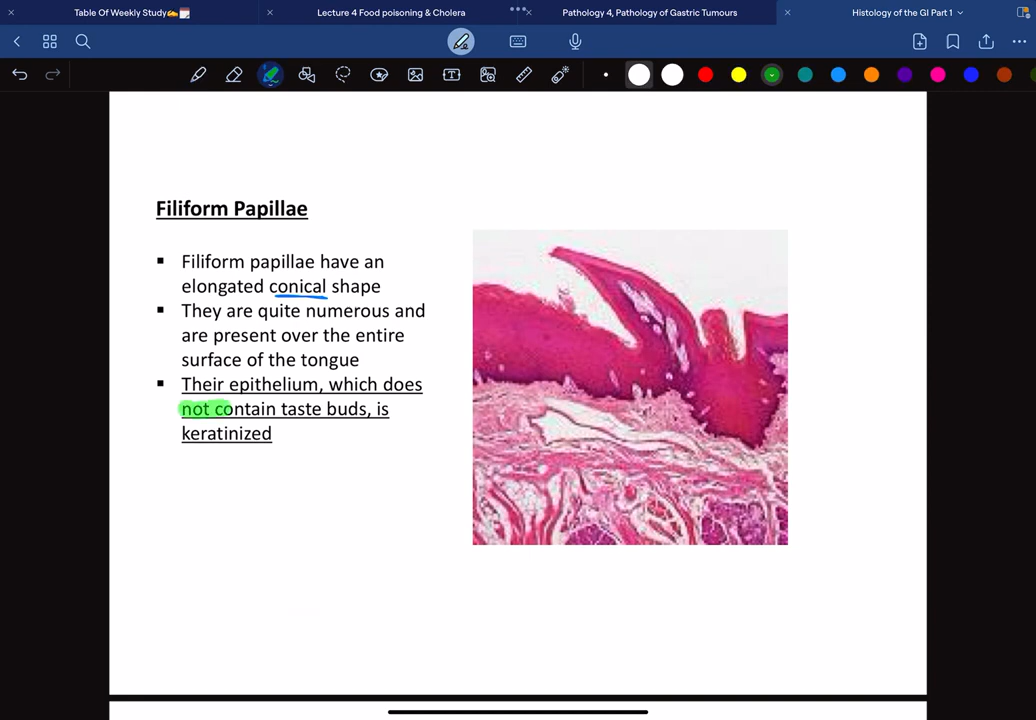 Table Of Weekly Study✍️🗓️
Lecture 4 Food poisoning & Cholera
Pathology 4, Pathology of Gastric Tumours
Histology of the GI Part 1
Filiform Papillae
▪ Filiform papillae have an
elongated conical shape
▪ They are quite numerous and
are present over the entire
surface of the tongue
▪ Their epithelium, which does
not contain taste buds, is
keratinized